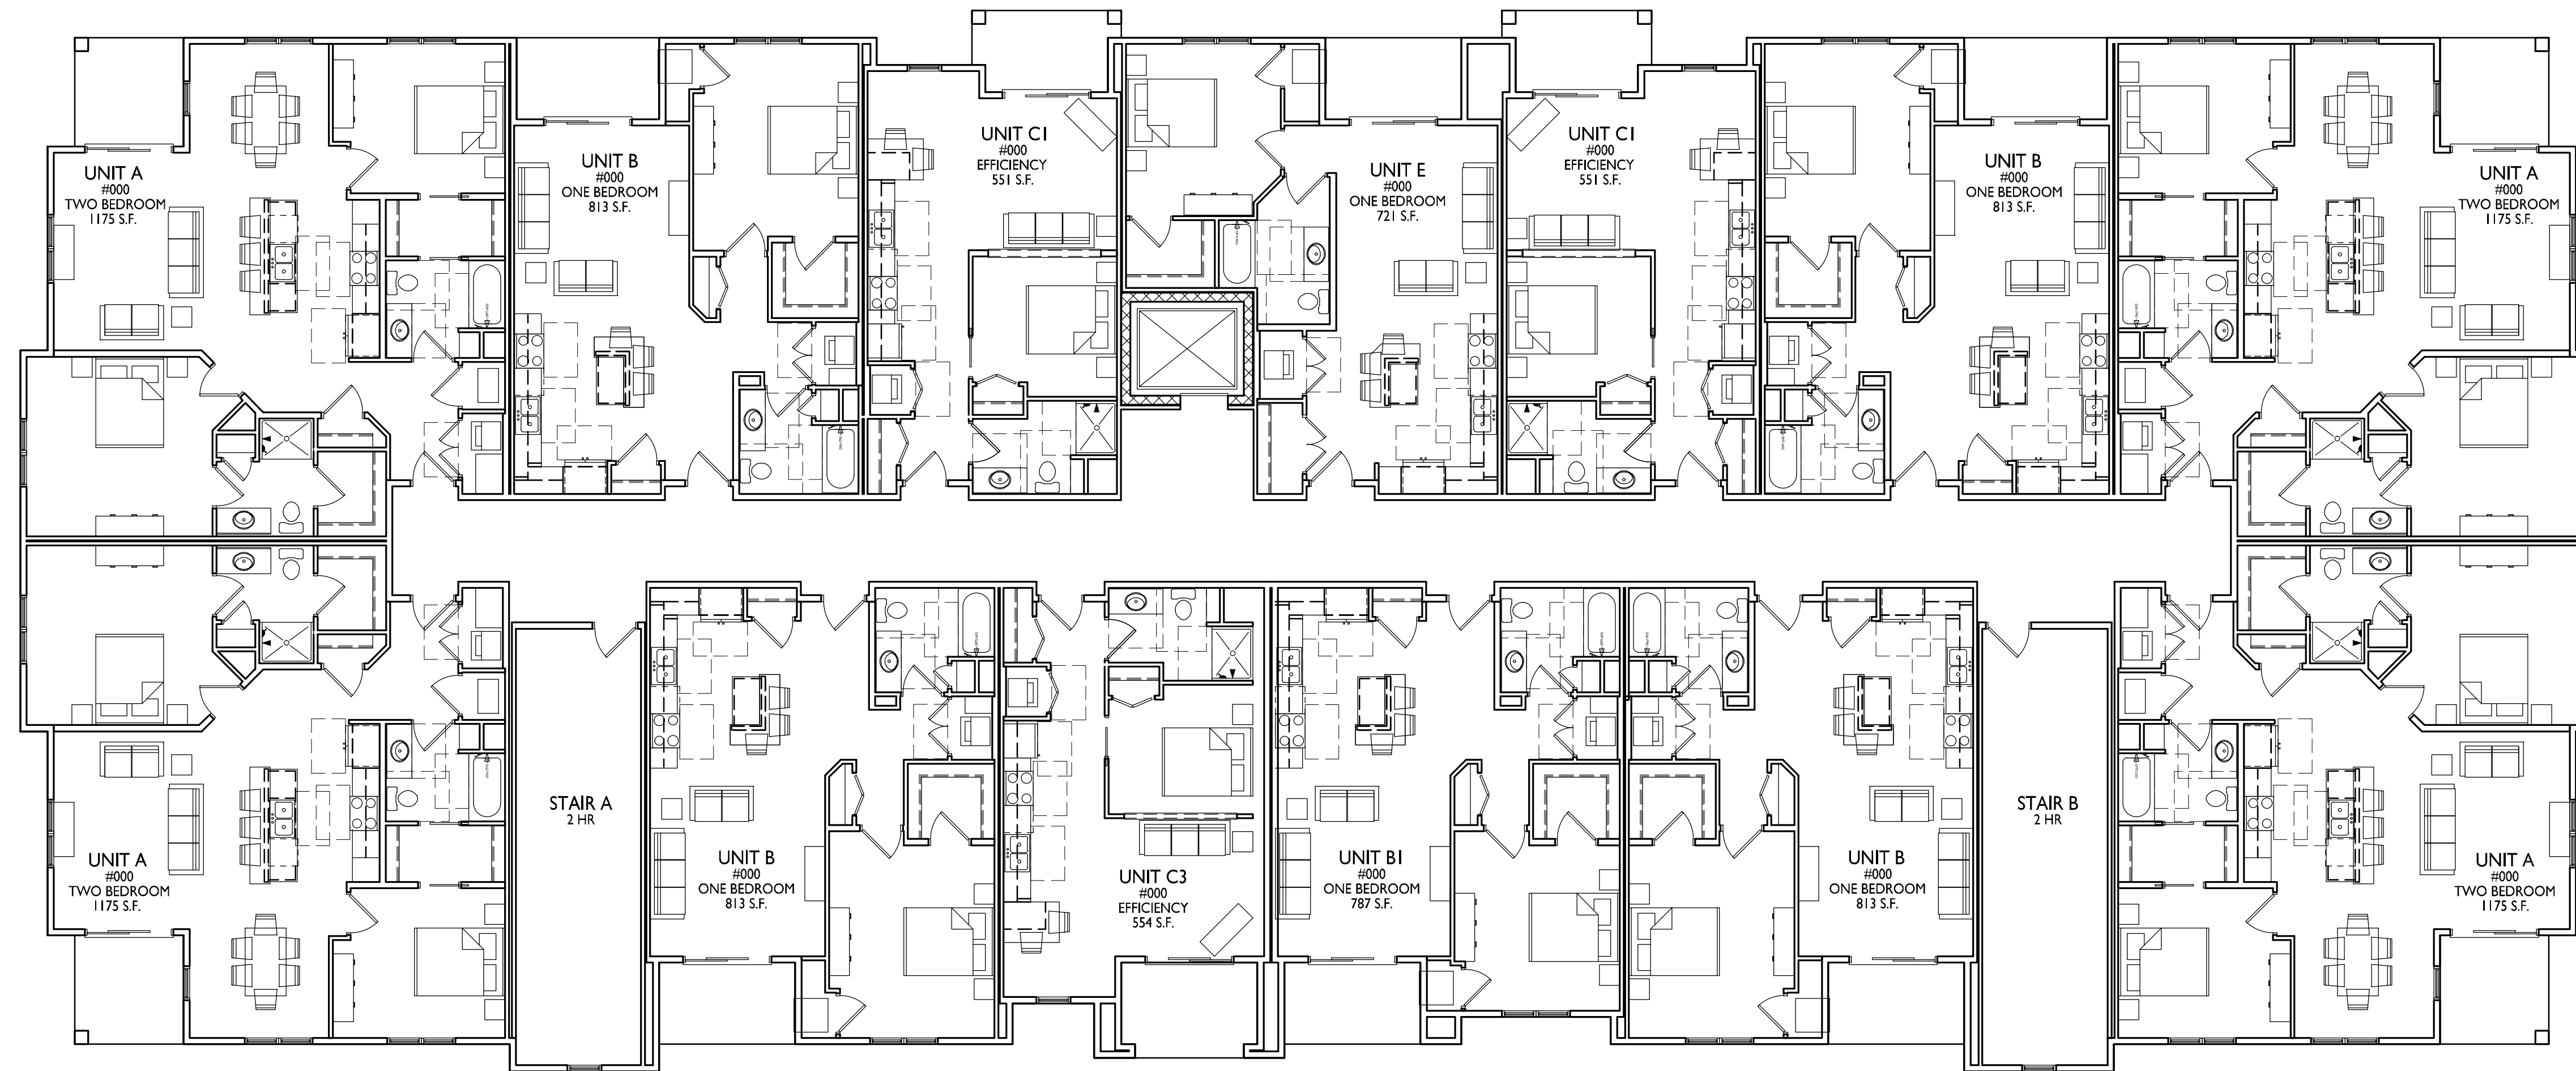 UNIT A
#000
TWO BEDROOM
1175 S.F.
UNIT B
#000
ONE BEDROOM
813 S.F.
UNIT C1
#000
EFFICIENCY
551 S.F.
UNIT E
#000
ONE BEDROOM
721 S.F.
UNIT C1
#000
EFFICIENCY
551 S.F.
UNIT B
#000
ONE BEDROOM
813 S.F.
UNIT A
#000
TWO BEDROOM
1175 S.F.
UNIT A
#000
TWO BEDROOM
1175 S.F.
STAIR A
2 HR
UNIT B
#000
ONE BEDROOM
813 S.F.
UNIT C3
#000
EFFICIENCY
554 S.F.
UNIT B1
#000
ONE BEDROOM
787 S.F.
UNIT B
#000
ONE BEDROOM
813 S.F.
STAIR B
2 HR
UNIT A
#000
TWO BEDROOM
1175 S.F.